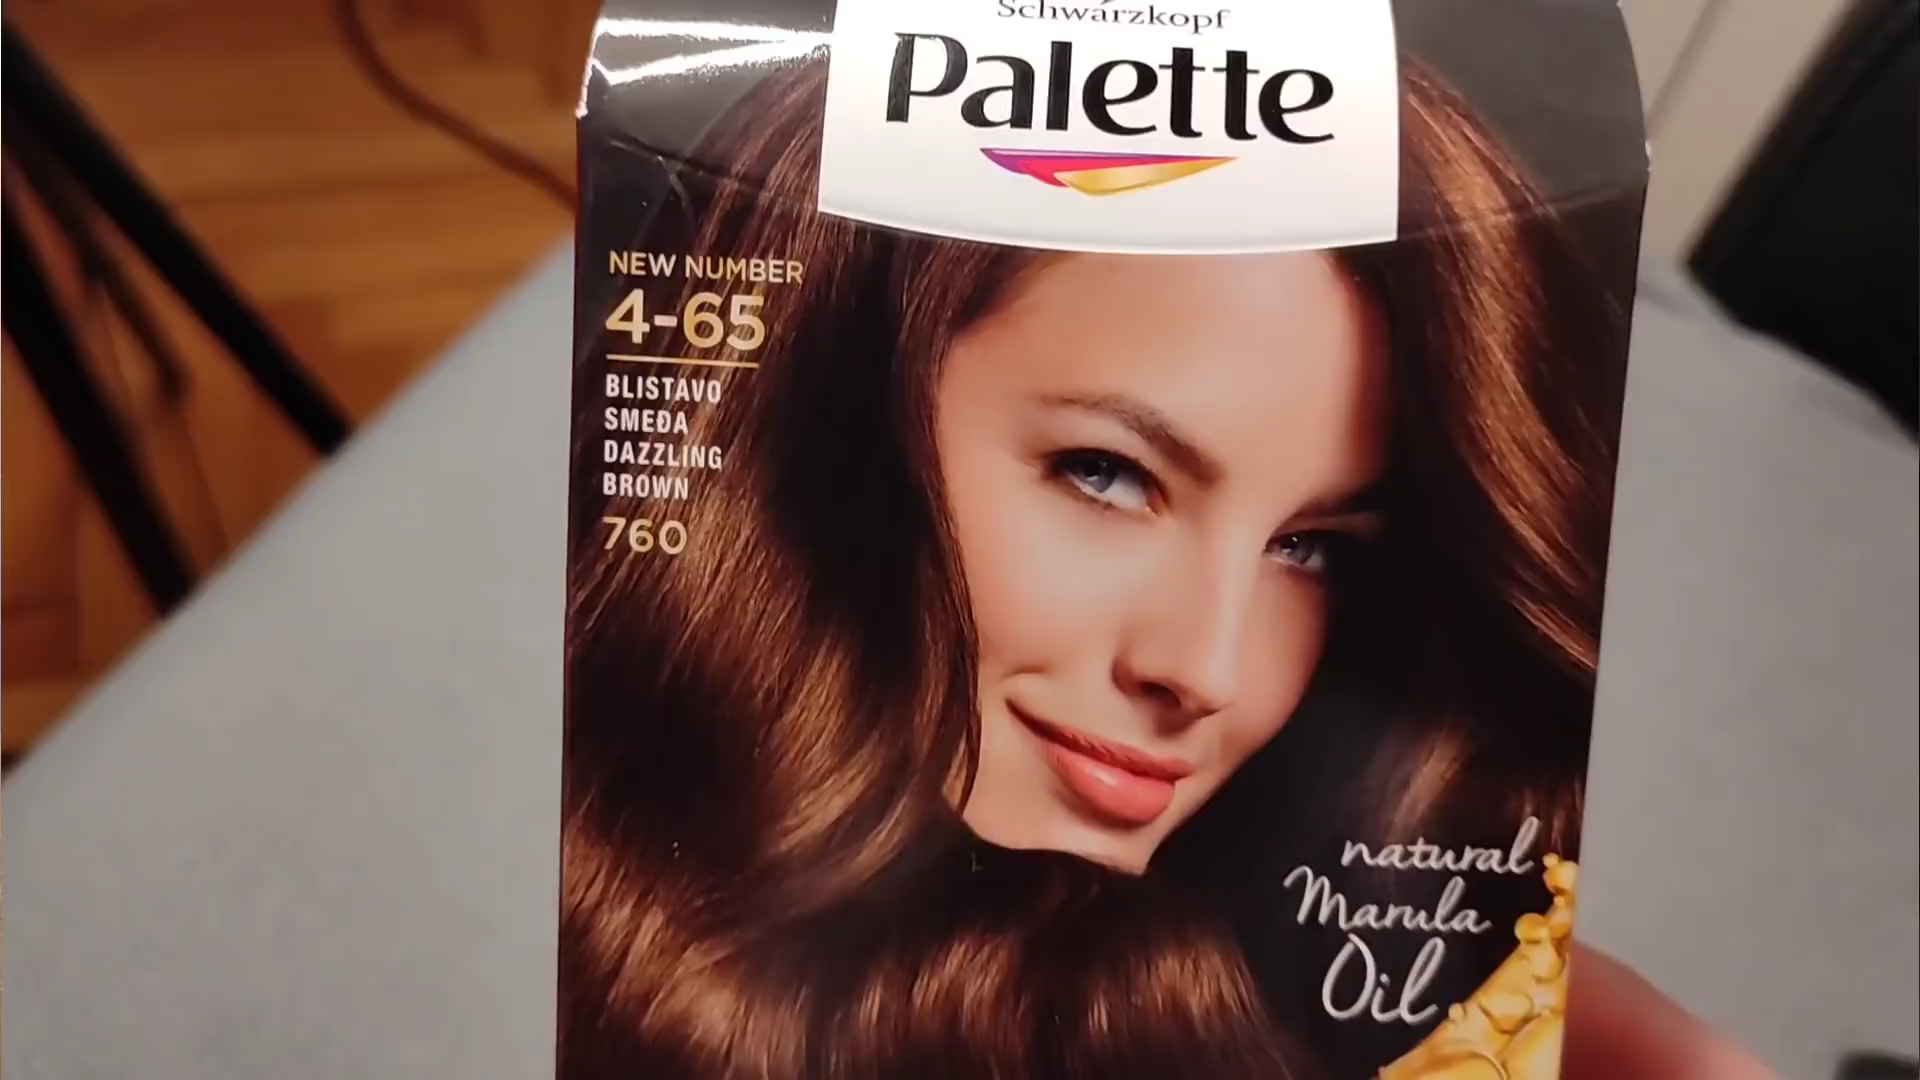 Schwarzkopf
Palette
NEW NUMBER
4-65
BLISTAVO
SMEĐA
DAZZLING
BROWN
760
natural
Marula
Oil